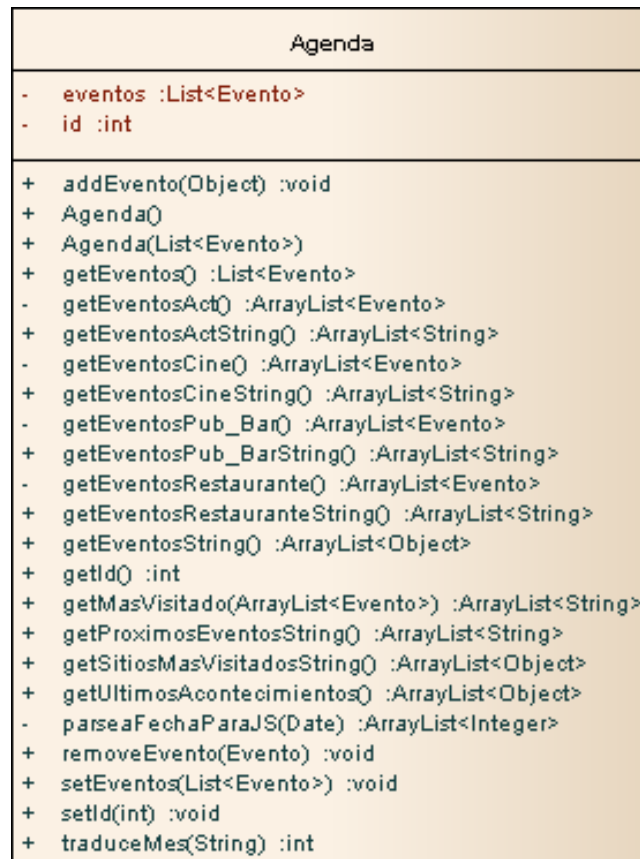 Agenda
- eventos :List<Evento>
- id :int
+ addEvento(Object) :void
+ Agenda()
+ Agenda(List<Evento>)
+ getEventos() :List<Evento>
- getEventosAct() :ArrayList<Evento>
+ getEventosActString() :ArrayList<String>
- getEventosCine() :ArrayList<Evento>
+ getEventosCineString() :ArrayList<String>
- getEventosPub_Bar() :ArrayList<Evento>
+ getEventosPub_BarString() :ArrayList<String>
- getEventosRestaurante() :ArrayList<Evento>
+ getEventosRestauranteString() :ArrayList<String>
+ getEventosString() :ArrayList<Object>
+ getId() :int
+ getMasVisitado(ArrayList<Evento>) :ArrayList<String>
+ getProximosEventosString() :ArrayList<String>
+ getSitiosMasVisitadosString() :ArrayList<Object>
+ getUltimosAcontecimientos() :ArrayList<Object>
- parseaFechaParaJS(Date) :ArrayList<Integer>
+ removeEvento(Evento) :void
+ setEventos(List<Evento>) :void
+ setId(int) :void
+ traduceMes(String) :int